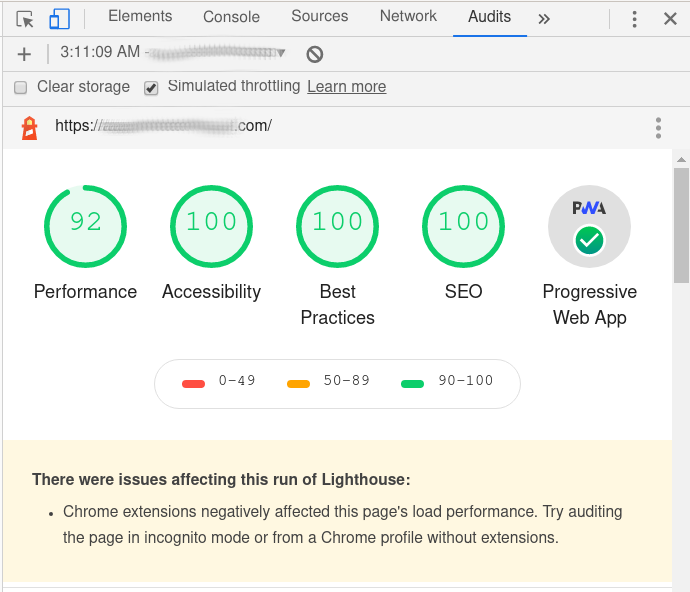 Elements Console Sources Network Audits
3:11:09 AM -
Clear storage Simulated throttling Learn more
https:// .com/
92 100 100 100 PWA
Performance Accessibility Best Practices SEO Progressive Web App
0-49 50-89 90-100
There were issues affecting this run of Lighthouse:
Chrome extensions negatively affected this page's load performance. Try auditing
the page in incognito mode or from a Chrome profile without extensions.